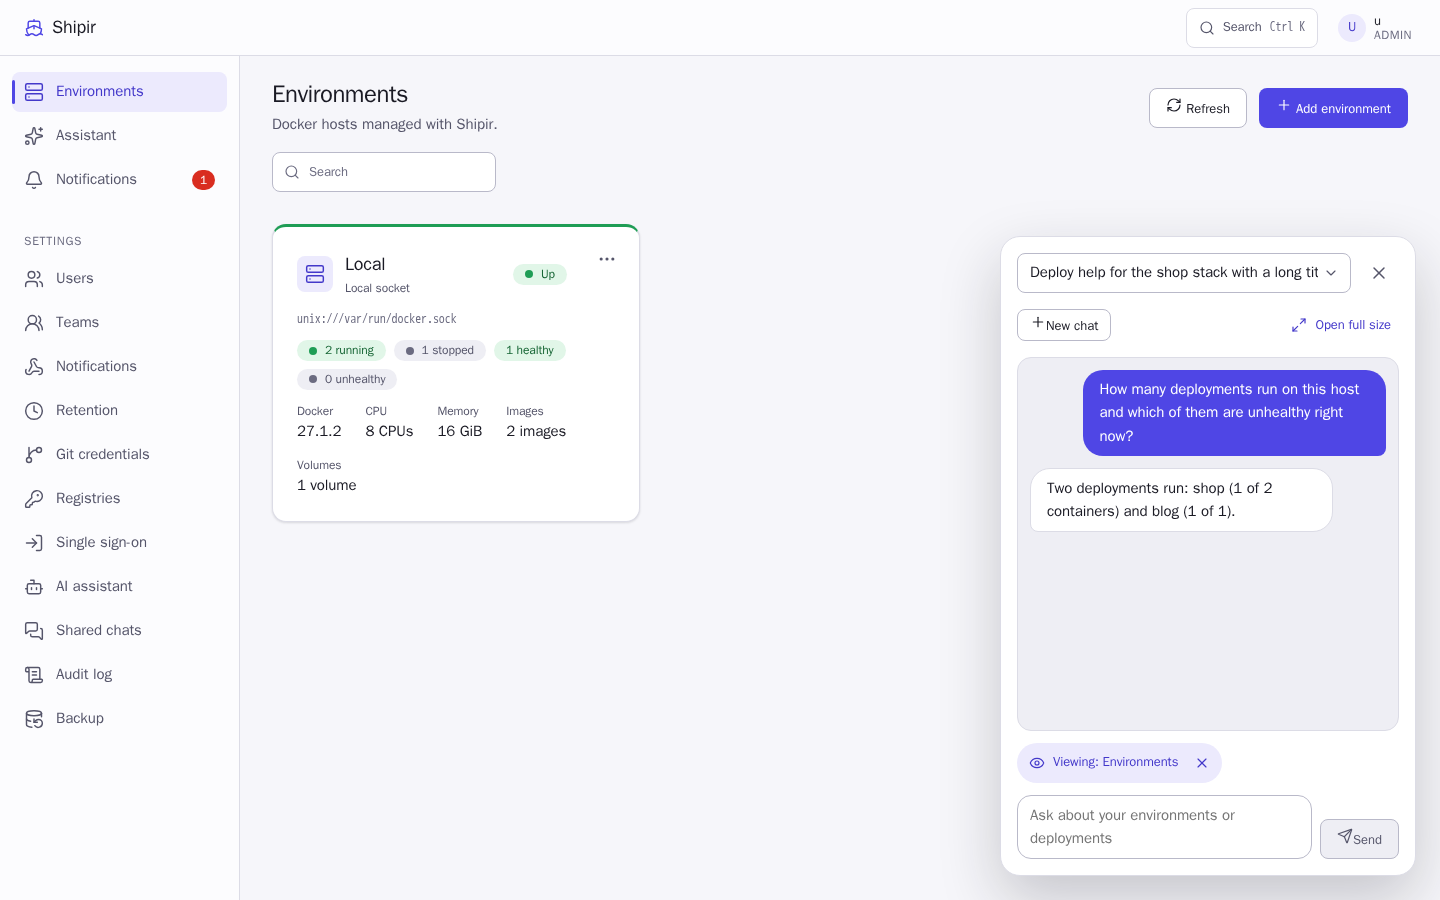 Shipir
Search Ctrl K
U
u
ADMIN
Environments
Assistant
Notifications
1
SETTINGS
Users
Teams
Notifications
Retention
Git credentials
Registries
Single sign-on
AI assistant
Shared chats
Audit log
Backup
Environments
Docker hosts managed with Shipir.
Refresh
Add environment
Search
Local
Local socket
Up
unix:///var/run/docker.sock
2 running
1 stopped
1 healthy
0 unhealthy
Docker
27.1.2
CPU
8 CPUs
Memory
16 GiB
Images
2 images
Volumes
1 volume
Deploy help for the shop stack with a long tit
New chat
Open full size
How many deployments run on this host
and which of them are unhealthy right
now?
Two deployments run: shop (1 of 2
containers) and blog (1 of 1).
Viewing: Environments
Ask about your environments or
deployments
Send